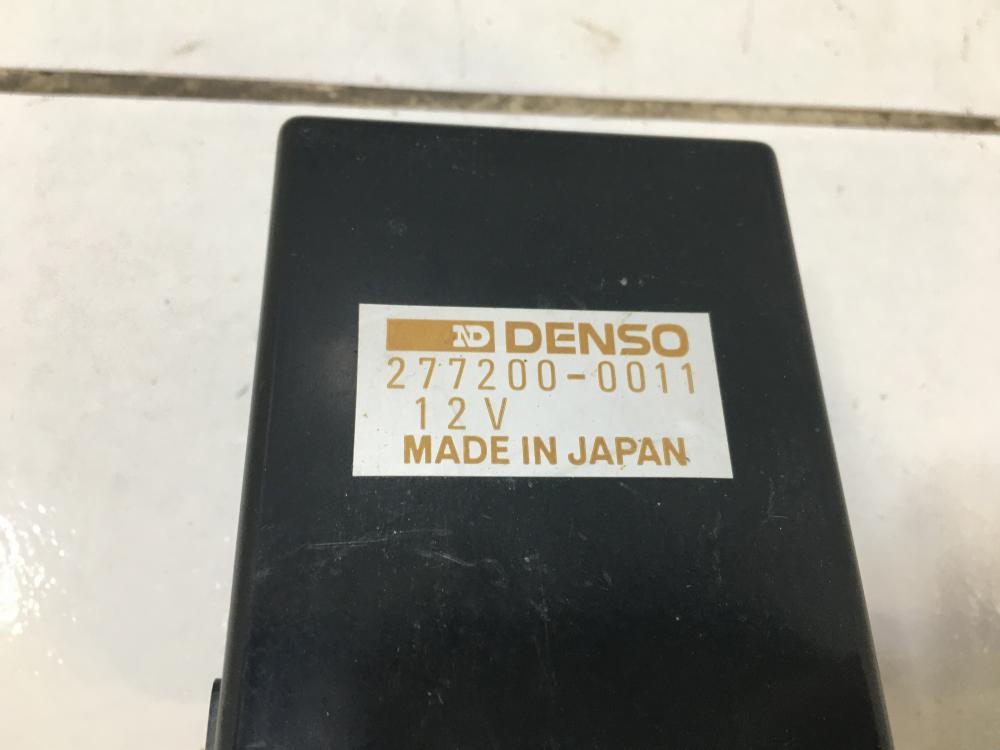 ND DENSO
277200-0011
12V
MADE IN JAPAN